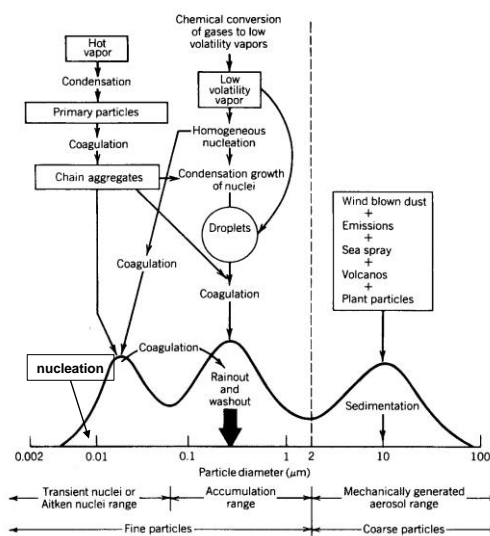 Chemical conversion
of gases to low
volatility vapors
Hot
vapor
Condensation
Low
volatility
vapor
Primary particles
Homogeneous
nucleation
Coagulation
Chain aggregates
Condensation growth
of nuclei
Droplets
Wind blown dust
+
Emissions
+
Sea spray
+
Volcanos
+
Plant particles
Coagulation
Coagulation
nucleation
Coagulation
Rainout
and
washout
Sedimentation
0.002
0.01
0.1
1
2
10
100
Particle diameter (μm)
Transient nuclei or
Aitken nuclei range
Accumulation
range
Mechanically generated
aerosol range
Fine particles
Coarse particles